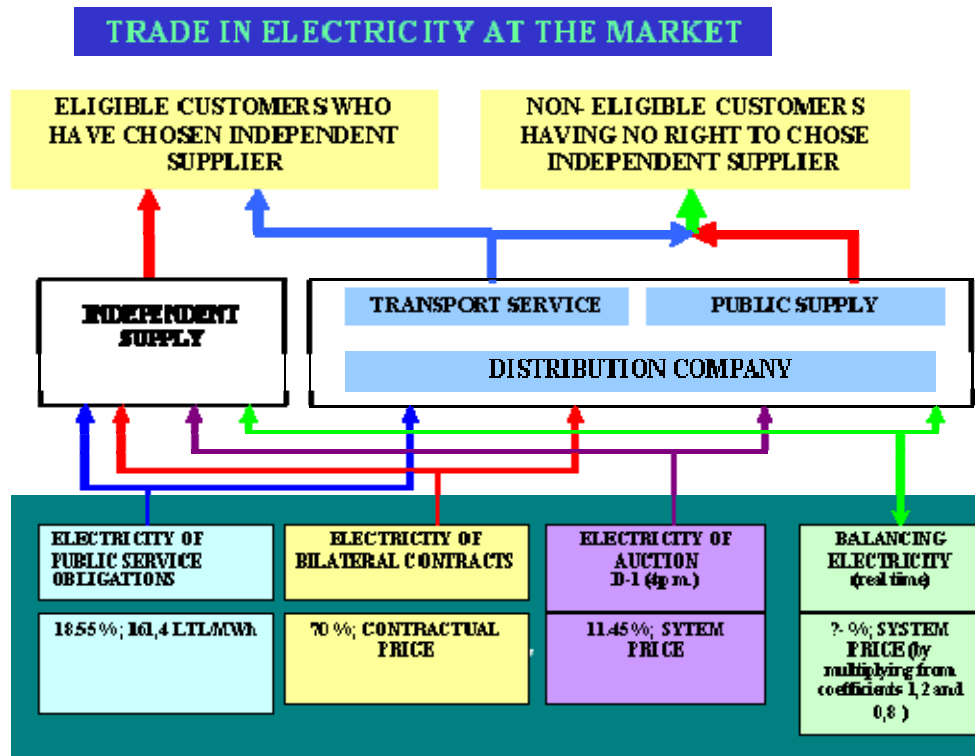 TRADE IN ELECTRICITY AT THE MARKET
ELIGIBLE CUSTOMERS WHO
HAVE CHOSEN INDEPENDENT
SUPPLIER
NON- ELIGIBLE CUSTOMERS
HAVING NO RIGHT TO CHOSE
INDEPENDENT SUPPLIER
INDEPENDENT
SUPPLY
TRANSPORT SERVICE
PUBLIC SUPPLY
DISTRIBUTION COMPANY
ELECTRICITY OF
PUBLIC SERVICE
OBLIGATIONS
ELECTRICITY OF
BILATERAL CONTRACTS
ELECTRICITY OF
AUCTION
D-1 (4p.m.)
BALANCING
ELECTRICITY
(real time)
18.55 %; 161,4 LTL/MWh
70 %; CONTRACTUAL
PRICE
11.45 %; SYTEM
PRICE
?- %; SYSTEM
PRICE (by
multiplying from
coefficients 1,2 and
0,8 )